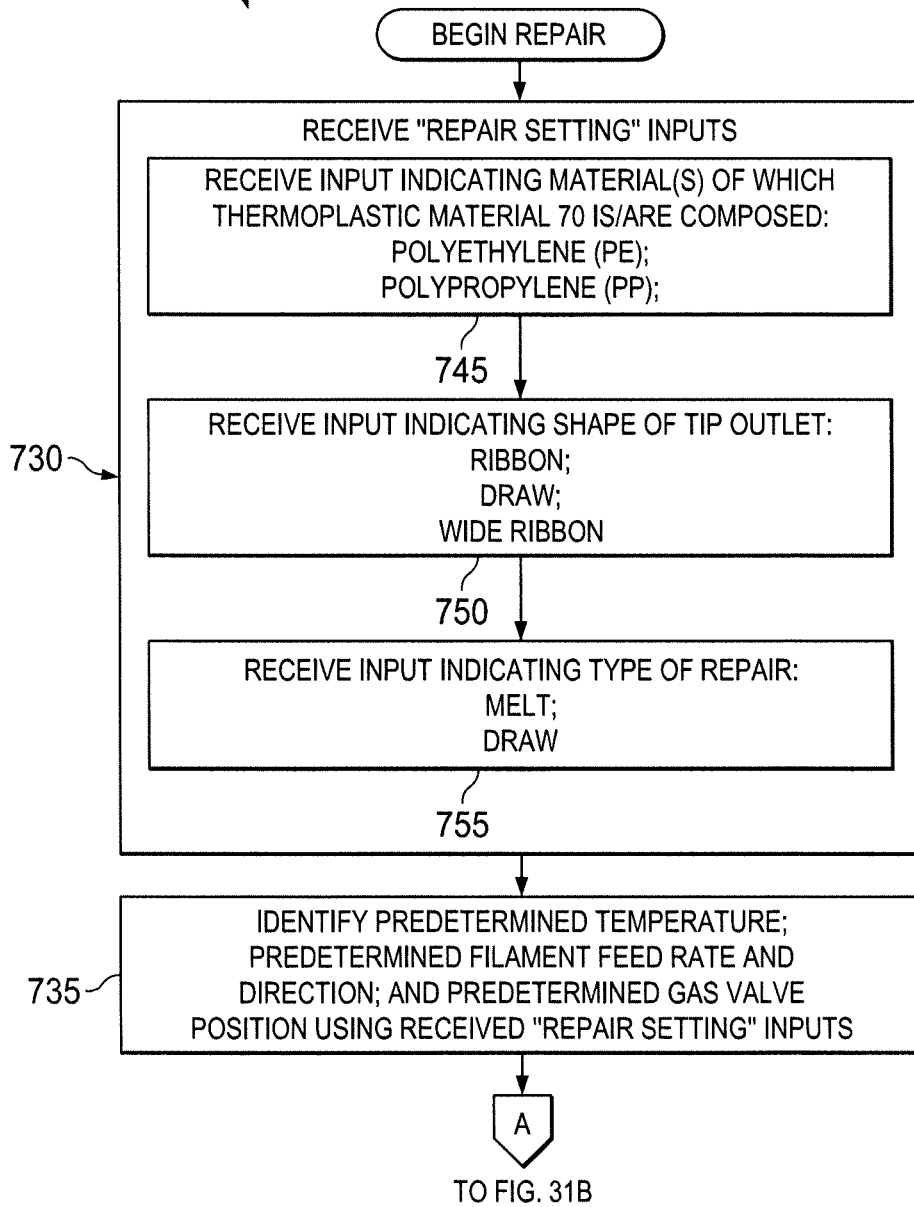 BEGIN REPAIR
RECEIVE "REPAIR SETTING" INPUTS
RECEIVE INPUT INDICATING MATERIAL(S) OF WHICH
THERMOPLASTIC MATERIAL 70 IS/ARE COMPOSED:
POLYETHYLENE (PE);
POLYPROPYLENE (PP);
745
RECEIVE INPUT INDICATING SHAPE OF TIP OUTLET:
RIBBON;
DRAW;
WIDE RIBBON
730
750
RECEIVE INPUT INDICATING TYPE OF REPAIR:
MELT;
DRAW
755
IDENTIFY PREDETERMINED TEMPERATURE;
PREDETERMINED FILAMENT FEED RATE AND
DIRECTION; AND PREDETERMINED GAS VALVE
POSITION USING RECEIVED "REPAIR SETTING" INPUTS
735
A
TO FIG. 31B